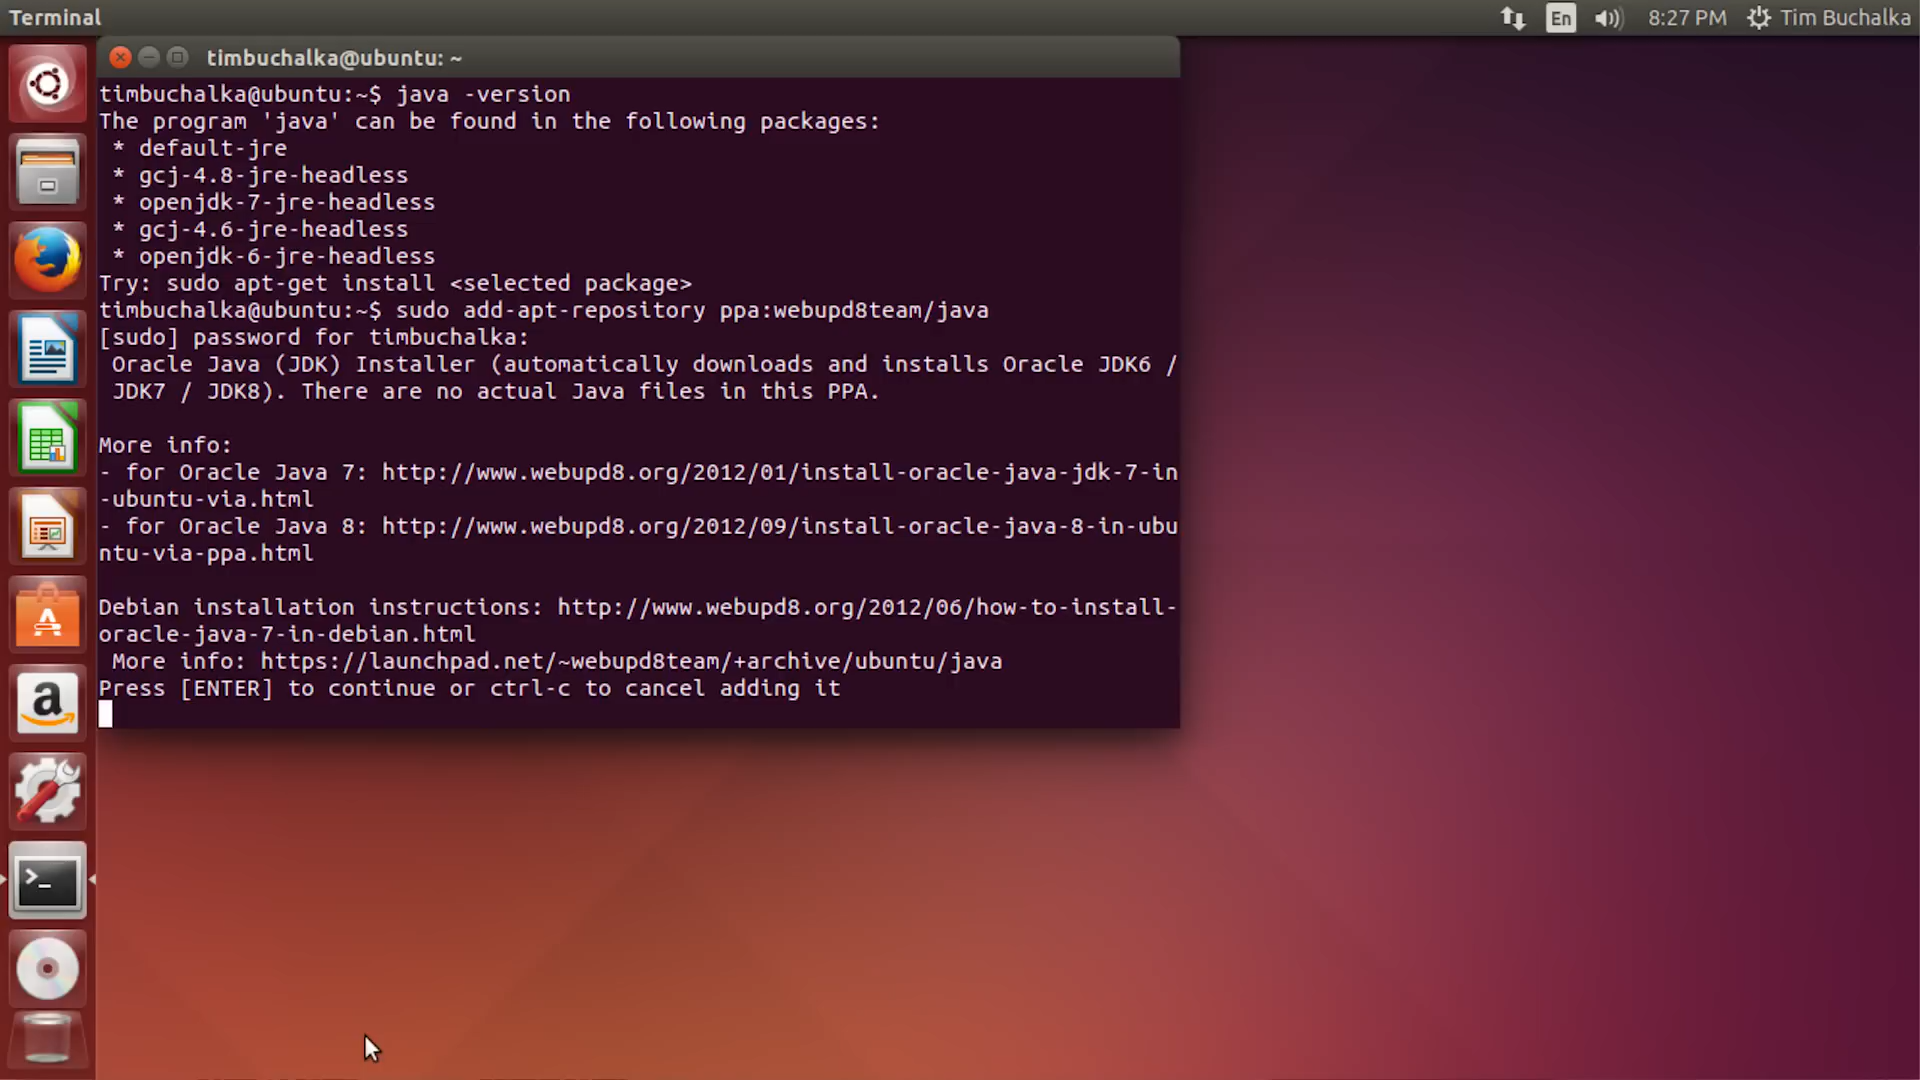 Terminal
En
8:27 PM
Tim Buchalka
timbuchalka@ubuntu: ~
timbuchalka@ubuntu:~$ java -version
The program 'java' can be found in the following packages:
* default-jre
* gcj-4.8-jre-headless
* openjdk-7-jre-headless
* gcj-4.6-jre-headless
* openjdk-6-jre-headless
Try: sudo apt-get install <selected package>
timbuchalka@ubuntu:~$ sudo add-apt-repository ppa:webupd8team/java
[sudo] password for timbuchalka:
Oracle Java (JDK) Installer (automatically downloads and installs Oracle JDK6 /
JDK7 / JDK8). There are no actual Java files in this PPA.
More info:
- for Oracle Java 7: http://www.webupd8.org/2012/01/install-oracle-java-jdk-7-in
-ubuntu-via.html
- for Oracle Java 8: http://www.webupd8.org/2012/09/install-oracle-java-8-in-ubu
ntu-via-ppa.html
Debian installation instructions: http://www.webupd8.org/2012/06/how-to-install-
oracle-java-7-in-debian.html
More info: https://launchpad.net/~webupd8team/+archive/ubuntu/java
Press [ENTER] to continue or ctrl-c to cancel adding it